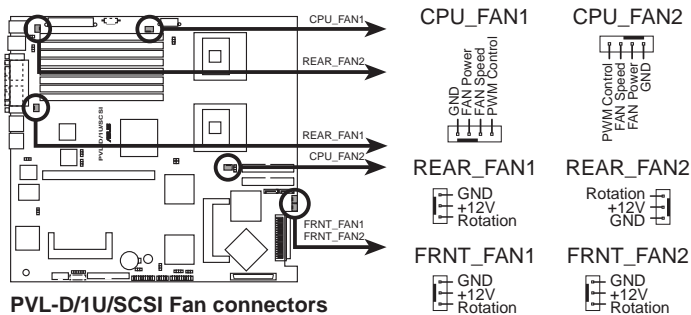 CPU_FAN1
REAR_FAN2
REAR_FAN1
CPU_FAN2
FRNT_FAN1
FRNT_FAN2
PVL-D/1U/SCSI
ASUS
PVL-D/1U/SCSI Fan connectors
CPU_FAN1
GND
FAN Power
FAN Speed
PWM Control
CPU_FAN2
PWM Control
FAN Speed
FAN Power
GND
REAR_FAN1
GND
+12V
Rotation
REAR_FAN2
Rotation
+12V
GND
FRNT_FAN1
GND
+12V
Rotation
FRNT_FAN2
GND
+12V
Rotation